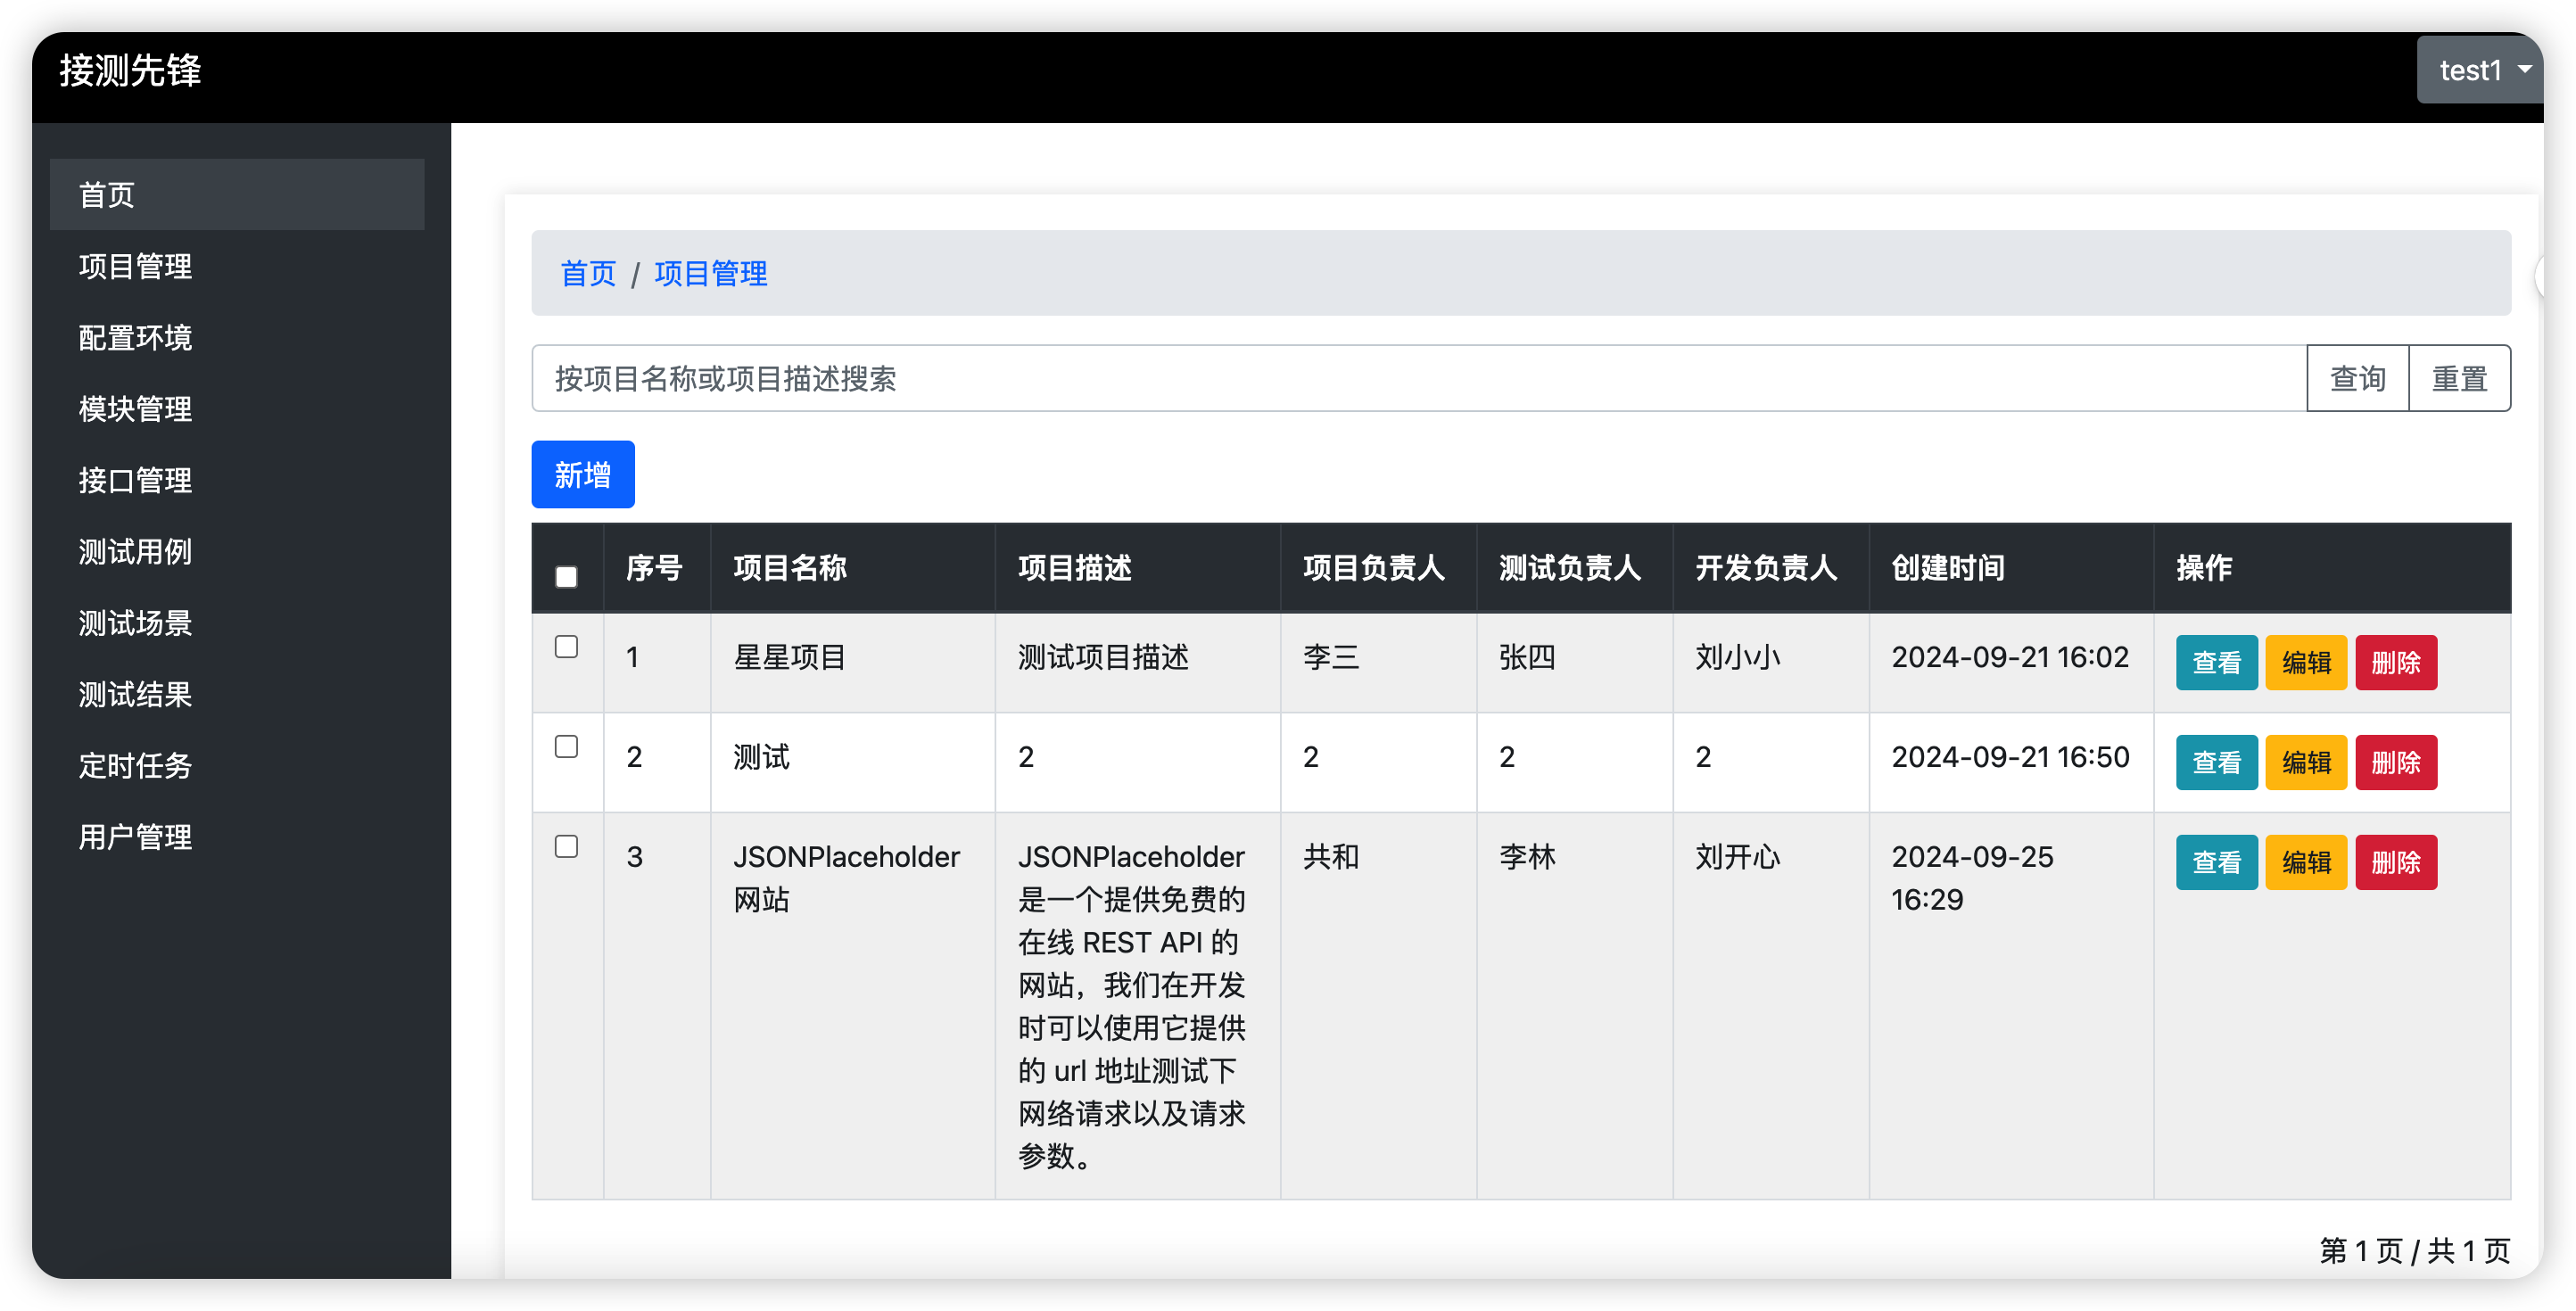 接测先锋
test1
首页
项目管理
配置环境
模块管理
接口管理
测试用例
测试场景
测试结果
定时任务
用户管理
首页 / 项目管理
按项目名称或项目描述搜索 查询 重置
新增
序号 项目名称 项目描述 项目负责人 测试负责人 开发负责人 创建时间 操作
1 星星项目 测试项目描述 李三 张四 刘小小 2024-09-21 16:02 查看 编辑 删除
2 测试 2 2 2 2 2024-09-21 16:50 查看 编辑 删除
3 JSONPlaceholder JSONPlaceholder 共和 李林 刘开心 2024-09-25 查看 编辑 删除
网站 是一个提供免费的 16:29
在线 REST API 的
网站，我们在开发
时可以使用它提供
的 url 地址测试下
网络请求以及请求
参数。
第 1 页 / 共 1 页